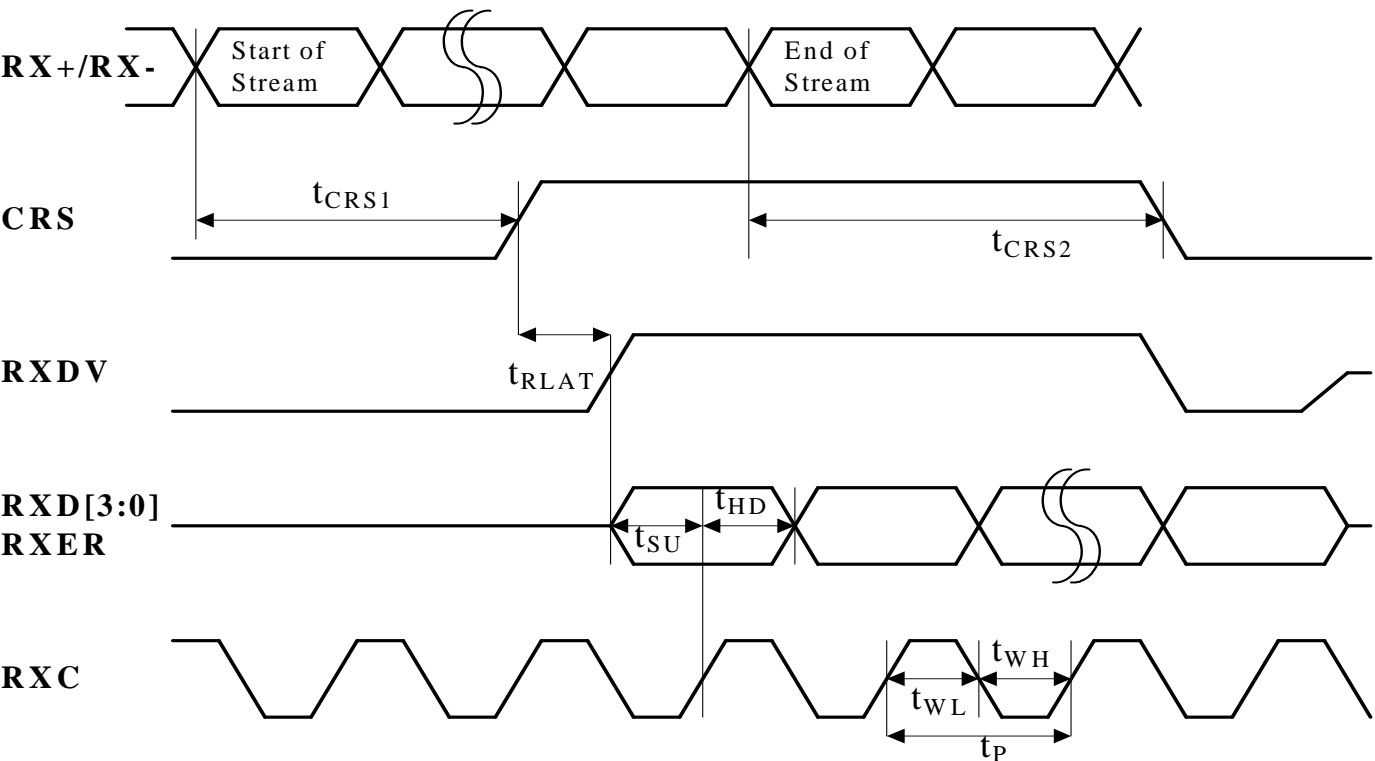 RX+/RX-
Start of
Stream
End of
Stream
CRS
tCRS1
tCRS2
RXDV
tRLAT
RXD[3:0]
RXER
tSU
tHD
RXC
tWL
tWH
tP